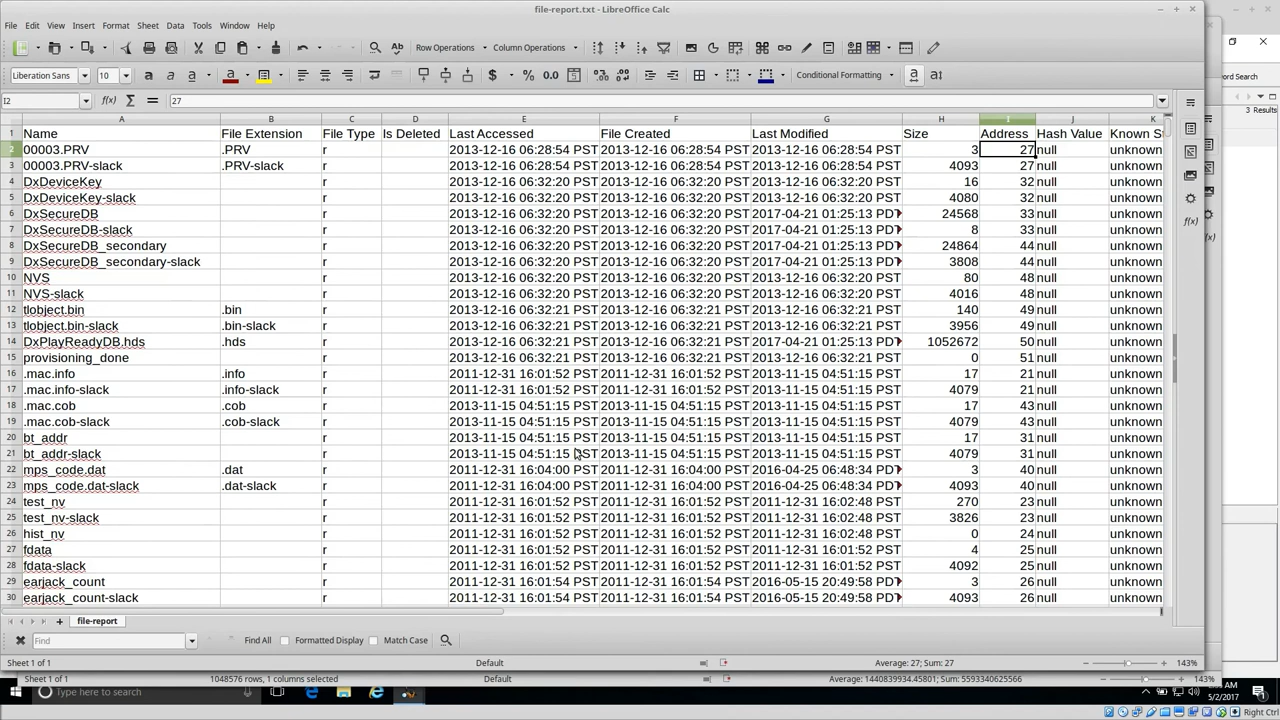 file-report.txt - LibreOffice Calc
File Edit View Insert Format Sheet Data Tools Window Help
Row Operations Column Operations
Liberation Sans 10 Conditional Formatting
ord Search
I2 f(x) Σ = 27
3 Results
A B C D E F G H I J K
1 Name File Extension File Type Is Deleted Last Accessed File Created Last Modified Size Address Hash Value Known S
2 00003.PRV .PRV r 2013-12-16 06:28:54 PST 2013-12-16 06:28:54 PST 2013-12-16 06:28:54 PST 3 27 null unknown
3 00003.PRV-slack .PRV-slack r 2013-12-16 06:28:54 PST 2013-12-16 06:28:54 PST 2013-12-16 06:28:54 PST 4093 27 null unknown
4 DxDeviceKey r 2013-12-16 06:32:20 PST 2013-12-16 06:32:20 PST 2013-12-16 06:32:20 PST 16 32 null unknown
5 DxDeviceKey-slack r 2013-12-16 06:32:20 PST 2013-12-16 06:32:20 PST 2013-12-16 06:32:20 PST 4080 32 null unknown
6 DxSecureDB r 2013-12-16 06:32:20 PST 2013-12-16 06:32:20 PST 2017-04-21 01:25:13 PDT 24568 33 null unknown
7 DxSecureDB-slack r 2013-12-16 06:32:20 PST 2013-12-16 06:32:20 PST 2017-04-21 01:25:13 PDT 8 33 null unknown
8 DxSecureDB_secondary r 2013-12-16 06:32:20 PST 2013-12-16 06:32:20 PST 2017-04-21 01:25:13 PDT 24864 44 null unknown
9 DxSecureDB_secondary-slack r 2013-12-16 06:32:20 PST 2013-12-16 06:32:20 PST 2017-04-21 01:25:13 PDT 3808 44 null unknown
10 NVS r 2013-12-16 06:32:20 PST 2013-12-16 06:32:20 PST 2013-12-16 06:32:20 PST 80 48 null unknown
11 NVS-slack r 2013-12-16 06:32:20 PST 2013-12-16 06:32:20 PST 2013-12-16 06:32:20 PST 4016 48 null unknown
12 tlobject.bin .bin r 2013-12-16 06:32:21 PST 2013-12-16 06:32:21 PST 2013-12-16 06:32:21 PST 140 49 null unknown
13 tlobject.bin-slack .bin-slack r 2013-12-16 06:32:21 PST 2013-12-16 06:32:21 PST 2013-12-16 06:32:21 PST 3956 49 null unknown
14 DxPlayReadyDB.hds .hds r 2013-12-16 06:32:21 PST 2013-12-16 06:32:21 PST 2017-04-21 01:25:13 PDT 1052672 50 null unknown
15 provisioning_done r 2013-12-16 06:32:21 PST 2013-12-16 06:32:21 PST 2013-12-16 06:32:21 PST 0 51 null unknown
16 .mac.info .info r 2011-12-31 16:01:52 PST 2011-12-31 16:01:52 PST 2013-11-15 04:51:15 PST 17 21 null unknown
17 .mac.info-slack .info-slack r 2011-12-31 16:01:52 PST 2011-12-31 16:01:52 PST 2013-11-15 04:51:15 PST 4079 21 null unknown
18 .mac.cob .cob r 2013-11-15 04:51:15 PST 2013-11-15 04:51:15 PST 2013-11-15 04:51:15 PST 17 43 null unknown
19 .mac.cob-slack .cob-slack r 2013-11-15 04:51:15 PST 2013-11-15 04:51:15 PST 2013-11-15 04:51:15 PST 4079 43 null unknown
20 bt_addr r 2013-11-15 04:51:15 PST 2013-11-15 04:51:15 PST 2013-11-15 04:51:15 PST 17 31 null unknown
21 bt_addr-slack r 2013-11-15 04:51:15 PST 2013-11-15 04:51:15 PST 2013-11-15 04:51:15 PST 4079 31 null unknown
22 mps_code.dat .dat r 2011-12-31 16:04:00 PST 2011-12-31 16:04:00 PST 2016-04-25 06:48:34 PDT 3 40 null unknown
23 mps_code.dat-slack .dat-slack r 2011-12-31 16:04:00 PST 2011-12-31 16:04:00 PST 2016-04-25 06:48:34 PDT 4093 40 null unknown
24 test_nv r 2011-12-31 16:01:52 PST 2011-12-31 16:01:52 PST 2011-12-31 16:02:48 PST 270 23 null unknown
25 test_nv-slack r 2011-12-31 16:01:52 PST 2011-12-31 16:01:52 PST 2011-12-31 16:02:48 PST 3826 23 null unknown
26 hist_nv r 2011-12-31 16:01:52 PST 2011-12-31 16:01:52 PST 2011-12-31 16:02:48 PST 0 24 null unknown
27 fdata r 2011-12-31 16:01:52 PST 2011-12-31 16:01:52 PST 2011-12-31 16:01:52 PST 4 25 null unknown
28 fdata-slack r 2011-12-31 16:01:52 PST 2011-12-31 16:01:52 PST 2011-12-31 16:01:52 PST 4092 25 null unknown
29 earjack_count r 2011-12-31 16:01:54 PST 2011-12-31 16:01:54 PST 2016-05-15 20:49:58 PDT 3 26 null unknown
30 earjack_count-slack r 2011-12-31 16:01:54 PST 2011-12-31 16:01:54 PST 2016-05-15 20:49:58 PDT 4093 26 null unknown
file-report
Find Find All Formatted Display Match Case
Sheet 1 of 1 Default Average: 27; Sum: 27 143%
Sheet 1 of 1 1048576 rows, 1 columns selected Default Average: 1440839934.45801; Sum: 5593340625566 143%
Type here to search AM
5/2/2017
Right Ctrl